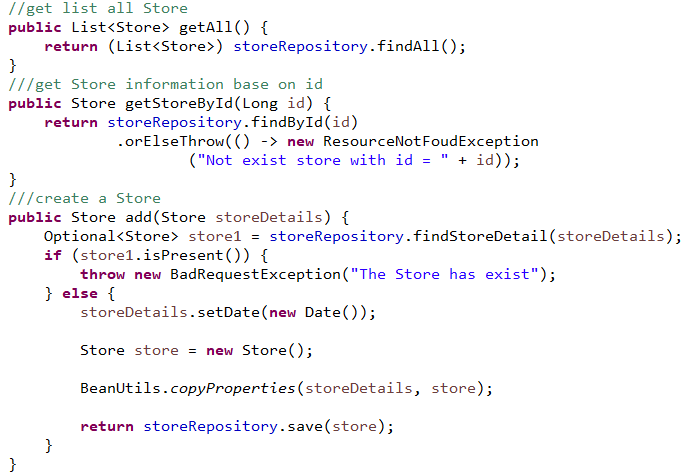 //get list all Store
public List<Store> getAll() {
    return (List<Store>) storeRepository.findAll();
}
///get Store information base on id
public Store getStoreById(Long id) {
    return storeRepository.findById(id)
            .orElseThrow(() -> new ResourceNotFoudException
                    ("Not exist store with id = " + id));
}
///create a Store
public Store add(Store storeDetails) {
    Optional<Store> store1 = storeRepository.findStoreDetail(storeDetails);
    if (store1.isPresent()) {
        throw new BadRequestException("The Store has exist");
    } else {
        storeDetails.setDate(new Date());

        Store store = new Store();

        BeanUtils.copyProperties(storeDetails, store);

        return storeRepository.save(store);
    }
}